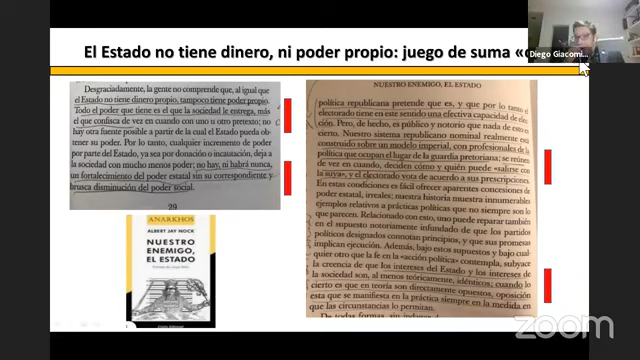 El Estado no tiene dinero, ni poder propio: juego de suma «
Diego Giacomi...
Desgraciadamente, la gente no comprende que, al igual que
el Estado no tiene dinero propio, tampoco tiene poder propio.
Todo el poder que tiene es el que la sociedad le entrega, más
el que confisca de vez en cuando con uno u otro pretexto; no
hay otra fuente posible a partir de la cual el Estado pueda ob-
tener su poder. Por lo tanto, cualquier incremento de poder
por parte del Estado, ya sea por donación o incautación, deja a
la sociedad con mucho menos poder; no hay, ni habrá nunca,
un fortalecimiento del poder estatal sin su correspondiente y
brusca disminución del poder social.
29
ANARKHOS
ALBERT JAY NOCK
NUESTRO
ENEMIGO,
EL ESTADO
NUESTRO ENEMIGO, EL ESTADO
política republicana pretende que es, y que por lo tanto el
electorado tiene en este sentido una efectiva capacidad de elec-
ción. Pero, de hecho, es público y notorio que nada de esto es
cierto. Nuestro sistema republicano nominal realmente está
construido sobre un modelo imperial, con profesionales de la
política que ocupan el lugar de la guardia pretoriana; se reúnen
de vez en cuando, deciden cómo y quién puede «salirse con
la suya», y el electorado vota de acuerdo a sus prescripciones.
En estas condiciones es fácil ofrecer aparentes concesiones de
poder estatal, irreales; nuestra historia muestra innumerables
ejemplos relativos a prácticas políticas que no siempre son lo
que parecen. Relacionado con esto, uno puede reparar también
en el supuesto notoriamente infundado de que los partidos
políticos designados connotan principios, y que sus promesas
implican ejecución. Además, bajo estos supuestos y bajo cual-
quier otro que la fe en la «acción política» contempla, subyace
la creencia de que los intereses del Estado y los intereses de
la sociedad son, al menos teóricamente, idénticos; cuando lo
cierto es que en teoría son directamente opuestos, oposición
esta que se manifiesta en la práctica siempre en la medida en
que las circunstancias lo permitan.
De todas formas, sin
zoom